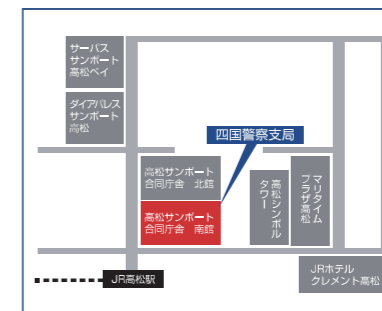 サーパス
サンポート
高松ベイ
ダイアパレス
サンポート
高松
四国警察支局
高松サンポート
合同庁舎 北館
高松サンポート
合同庁舎 南館
高松シンボル
タワー
マリタイム
プラザ高松
JR高松駅
JRホテル
クレメント高松